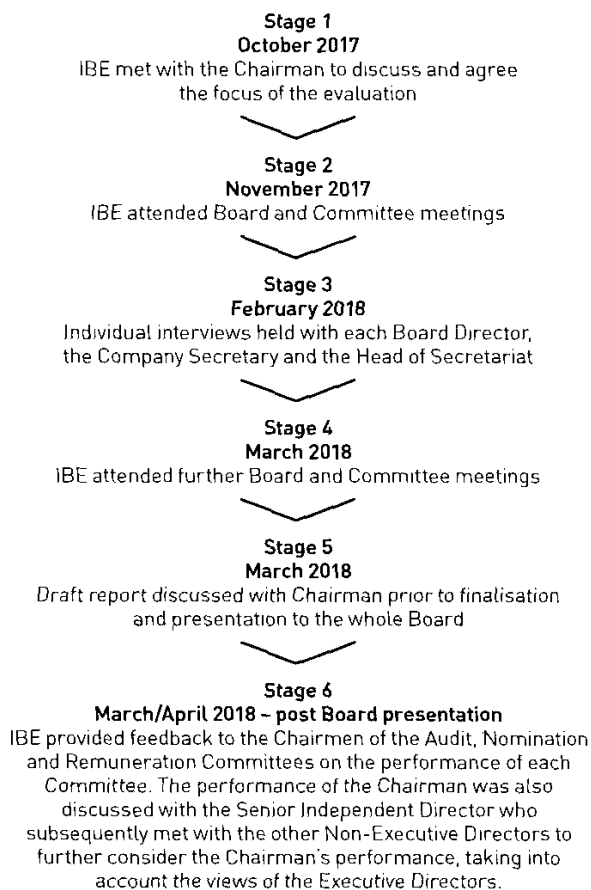 Stage 1
October 2017
IBE met with the Chairman to discuss and agree
the focus of the evaluation
Stage 2
November 2017
IBE attended Board and Committee meetings
Stage 3
February 2018
Individual interviews held with each Board Director,
the Company Secretary and the Head of Secretariat
Stage 4
March 2018
IBE attended further Board and Committee meetings
Stage 5
March 2018
Draft report discussed with Chairman prior to finalisation
and presentation to the whole Board
Stage 6
March/April 2018 – post Board presentation
IBE provided feedback to the Chairmen of the Audit, Nomination
and Remuneration Committees on the performance of each
Committee. The performance of the Chairman was also
discussed with the Senior Independent Director who
subsequently met with the other Non-Executive Directors to
further consider the Chairman's performance, taking into
account the views of the Executive Directors.